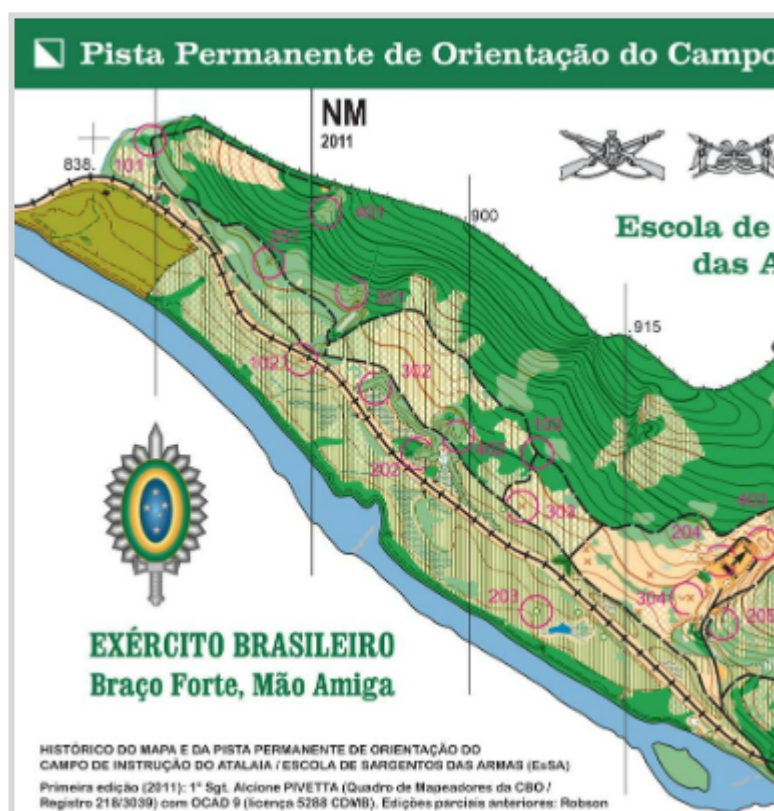 Pista Permanente de Orientação do Campo
NM
2011
101
838.
401
900
201
Escola de
das A
301
.915
102
302
109
402
202
303
403
204
304
203
205
EXÉRCITO BRASILEIRO
Braço Forte, Mão Amiga
HISTÓRICO DO MAPA E DA PISTA PERMANENTE DE ORIENTAÇÃO DO
CAMPO DE INSTRUÇÃO DO ATALAIA / ESCOLA DE SARGENTOS DAS ARMAS (EsSA)
Primeira edição (2011): 1º Sgt. Alcione PIVETTA (Quadro de Mapeadores da CBO /
Registro 218/3039) com OCAD 9 (licença 5288 CDMB). Edições parciais anteriores: Robson